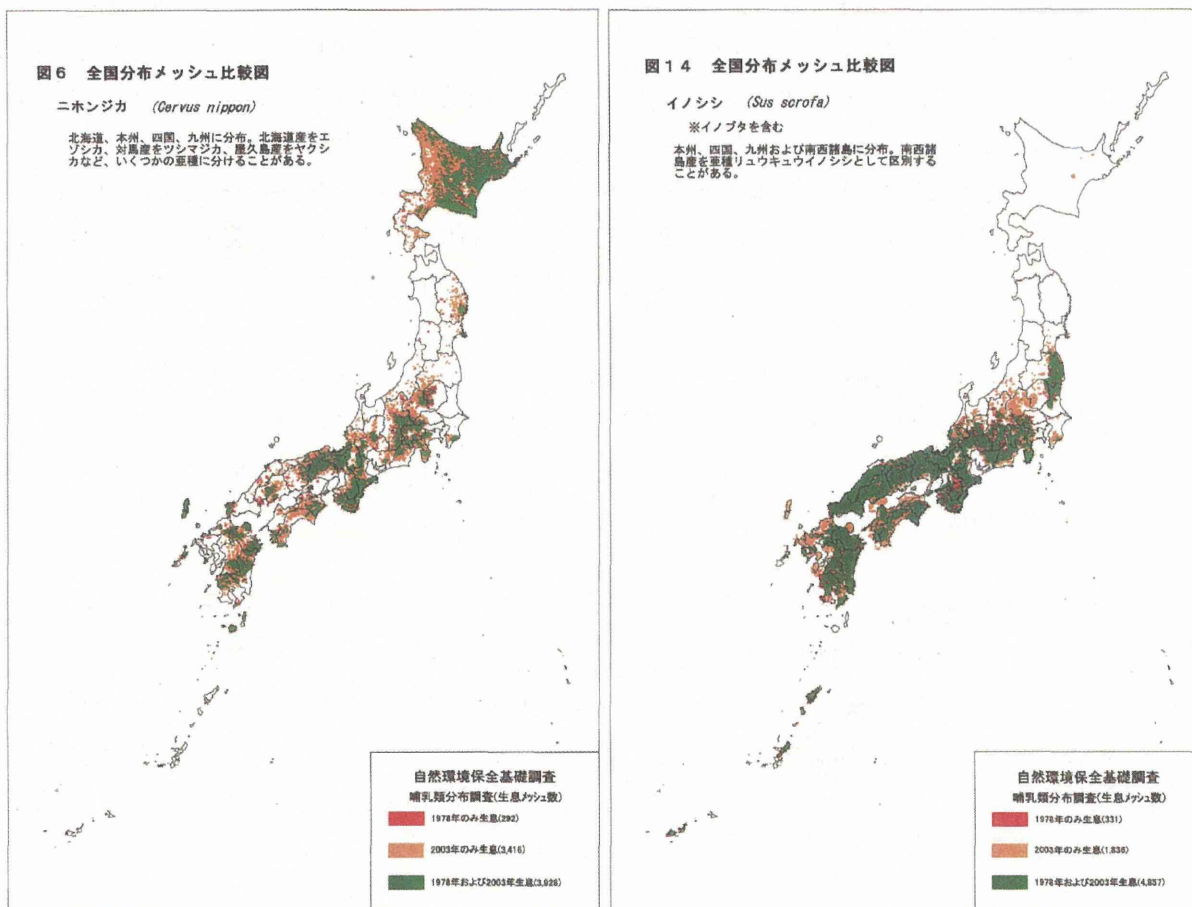 図6 全国分布メッシュ比較図
ニホンジカ (Cervus nippon)
北海道、本州、四国、九州に分布。北海道産をエ
ゾシカ、対馬産をツシマジカ、屋久島産をヤクシ
カなど、いくつかの亜種に分けることがある。
自然環境保全基礎調査
哺乳類分布調査(生息メッシュ数)
1978年のみ生息(292)
2003年のみ生息(3,416)
1978年および2003年生息(3,928)
図14 全国分布メッシュ比較図
イノシシ (Sus scrofa)
※イノブタを含む
本州、四国、九州および南西諸島に分布。南西諸
島産を亜種リュウキュウイノシシとして区別する
ことがある。
自然環境保全基礎調査
哺乳類分布調査(生息メッシュ数)
1978年のみ生息(331)
2003年のみ生息(1,836)
1978年および2003年生息(4,857)